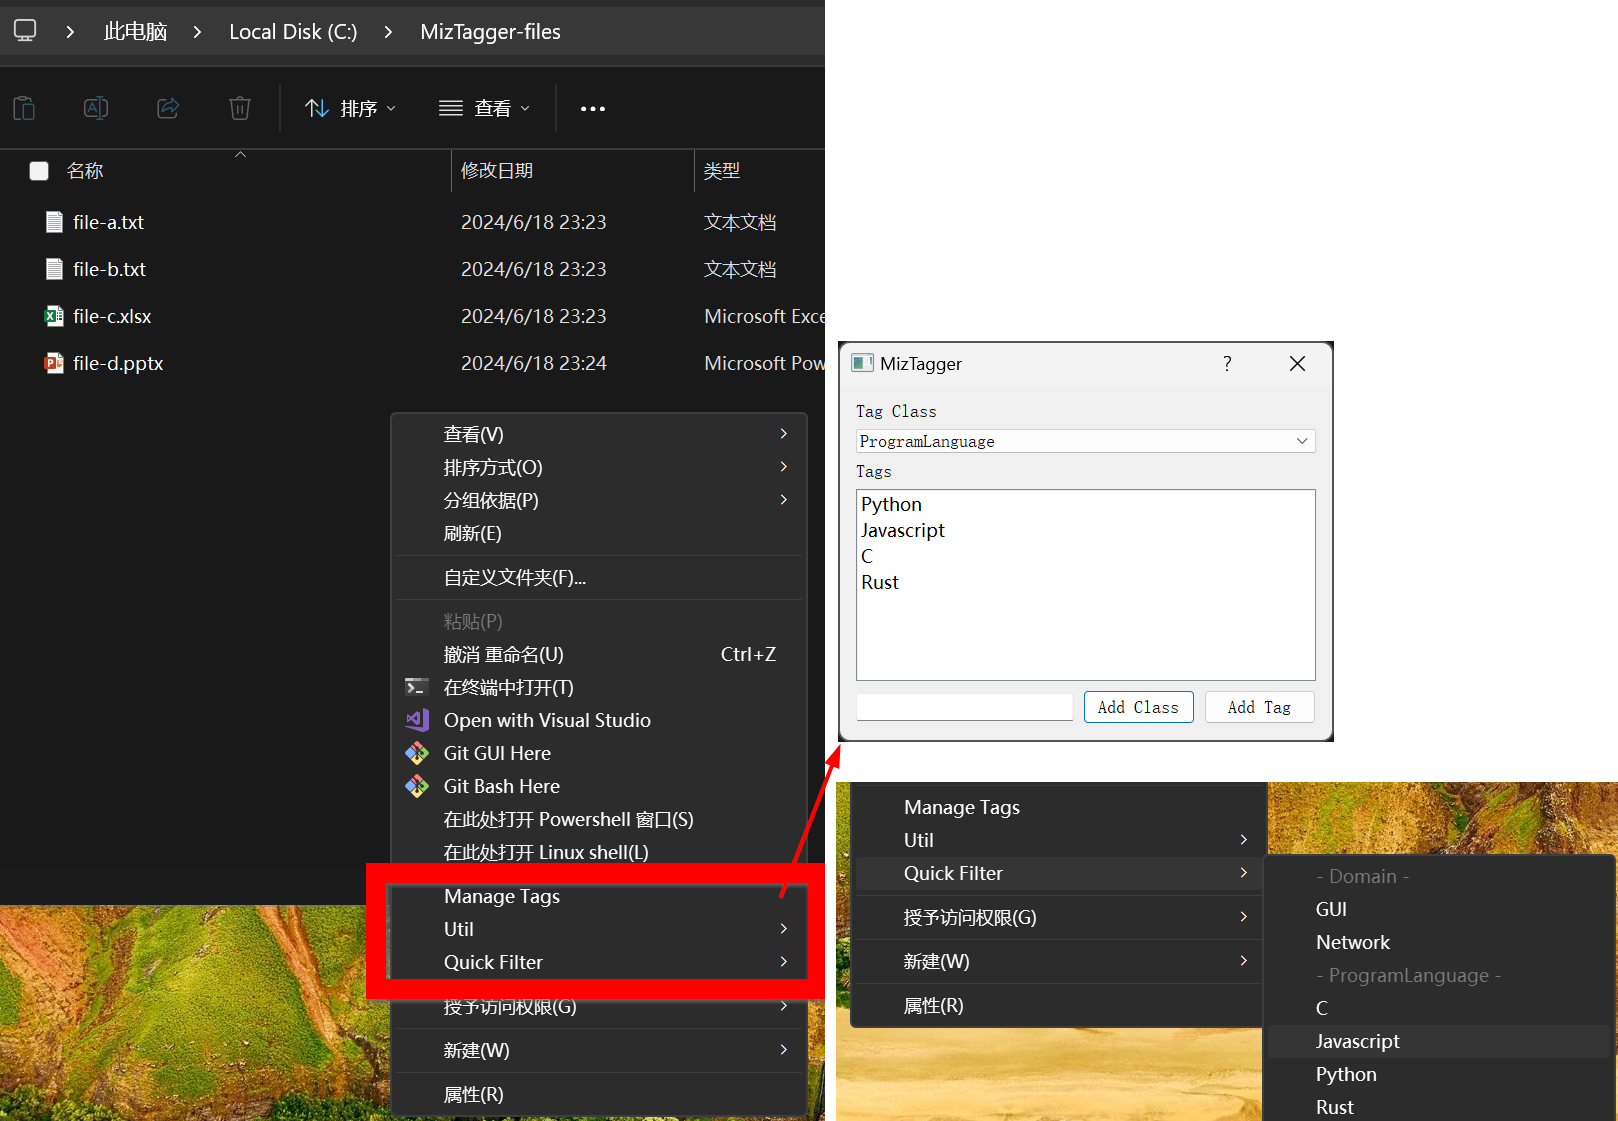 此电脑 Local Disk (C:) MizTagger-files
排序 查看
名称 修改日期 类型
file-a.txt 2024/6/18 23:23 文本文档
file-b.txt 2024/6/18 23:23 文本文档
file-c.xlsx 2024/6/18 23:23 Microsoft Exce
file-d.pptx 2024/6/18 23:24 Microsoft Pow
查看(V)
排序方式(O)
分组依据(P)
刷新(E)
自定义文件夹(F)...
粘贴(P)
撤消 重命名(U) Ctrl+Z
在终端中打开(T)
Open with Visual Studio
Git GUI Here
Git Bash Here
在此处打开 Powershell 窗口(S)
在此处打开 Linux shell(L)
Manage Tags
Util
Quick Filter
授予访问权限(G)
新建(W)
属性(R)
MizTagger ?
Tag Class
ProgramLanguage
Tags
Python
Javascript
C
Rust
Add Class Add Tag
Manage Tags
Util
Quick Filter
授予访问权限(G)
新建(W)
属性(R)
- Domain -
GUI
Network
- ProgramLanguage -
C
Javascript
Python
Rust